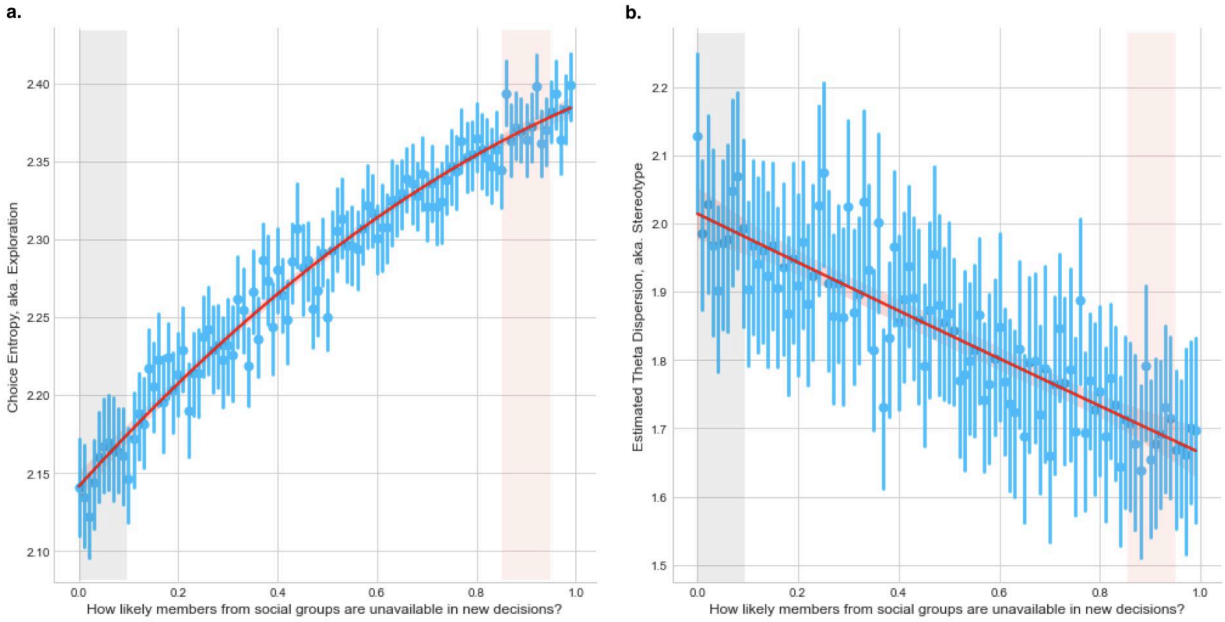 a.
Choice Entropy, aka. Exploration
2.40
2.35
2.30
2.25
2.20
2.15
2.10
0.0 0.2 0.4 0.6 0.8 1.0
How likely members from social groups are unavailable in new decisions?
b.
Estimated Theta Dispersion, aka. Stereotype
2.2
2.1
2.0
1.9
1.8
1.7
1.6
1.5
0.0 0.2 0.4 0.6 0.8 1.0
How likely members from social groups are unavailable in new decisions?